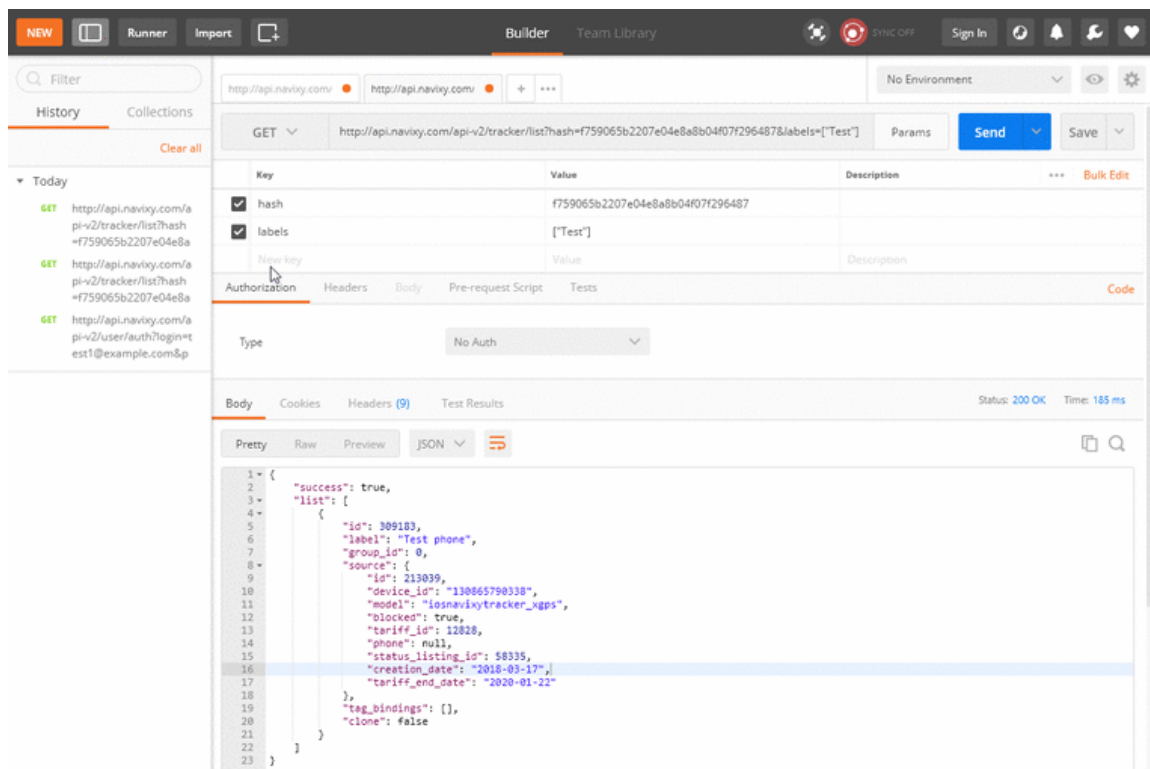 NEW Runner Import Builder Team Library SYNC OFF Sign In
Filter
History Collections
Clear all
Today
GET http://api.navixy.com/a
pi-v2/tracker/list?hash
=f759065b2207e04e8a
GET http://api.navixy.com/a
pi-v2/tracker/list?hash
=f759065b2207e04e8a
GET http://api.navixy.com/a
pi-v2/user/auth?login=t
est1@example.com&p
http://api.navixy.com/ http://api.navixy.com/ + ••• No Environment
GET http://api.navixy.com/api-v2/tracker/list?hash=f759065b2207e04e8a8b04f07f296487&labels=["Test"] Params Send Save
Key Value Description ••• Bulk Edit
hash f759065b2207e04e8a8b04f07f296487
labels ["Test"]
New key Value Description
Authorization Headers Body Pre-request Script Tests Code
Type No Auth
Body Cookies Headers (9) Test Results Status: 200 OK Time: 185 ms
Pretty Raw Preview JSON
1 {
2 "success": true,
3 "list": [
4 {
5 "id": 309183,
6 "label": "Test phone",
7 "group_id": 0,
8 "source": {
9 "id": 213039,
10 "device_id": "130865790338",
11 "model": "iosnavixytracker_xgps",
12 "blocked": true,
13 "tariff_id": 12828,
14 "phone": null,
15 "status_listing_id": 58335,
16 "creation_date": "2018-03-17",
17 "tariff_end_date": "2020-01-22"
18 },
19 "tag_bindings": [],
20 "clone": false
21 }
22 ]
23 }